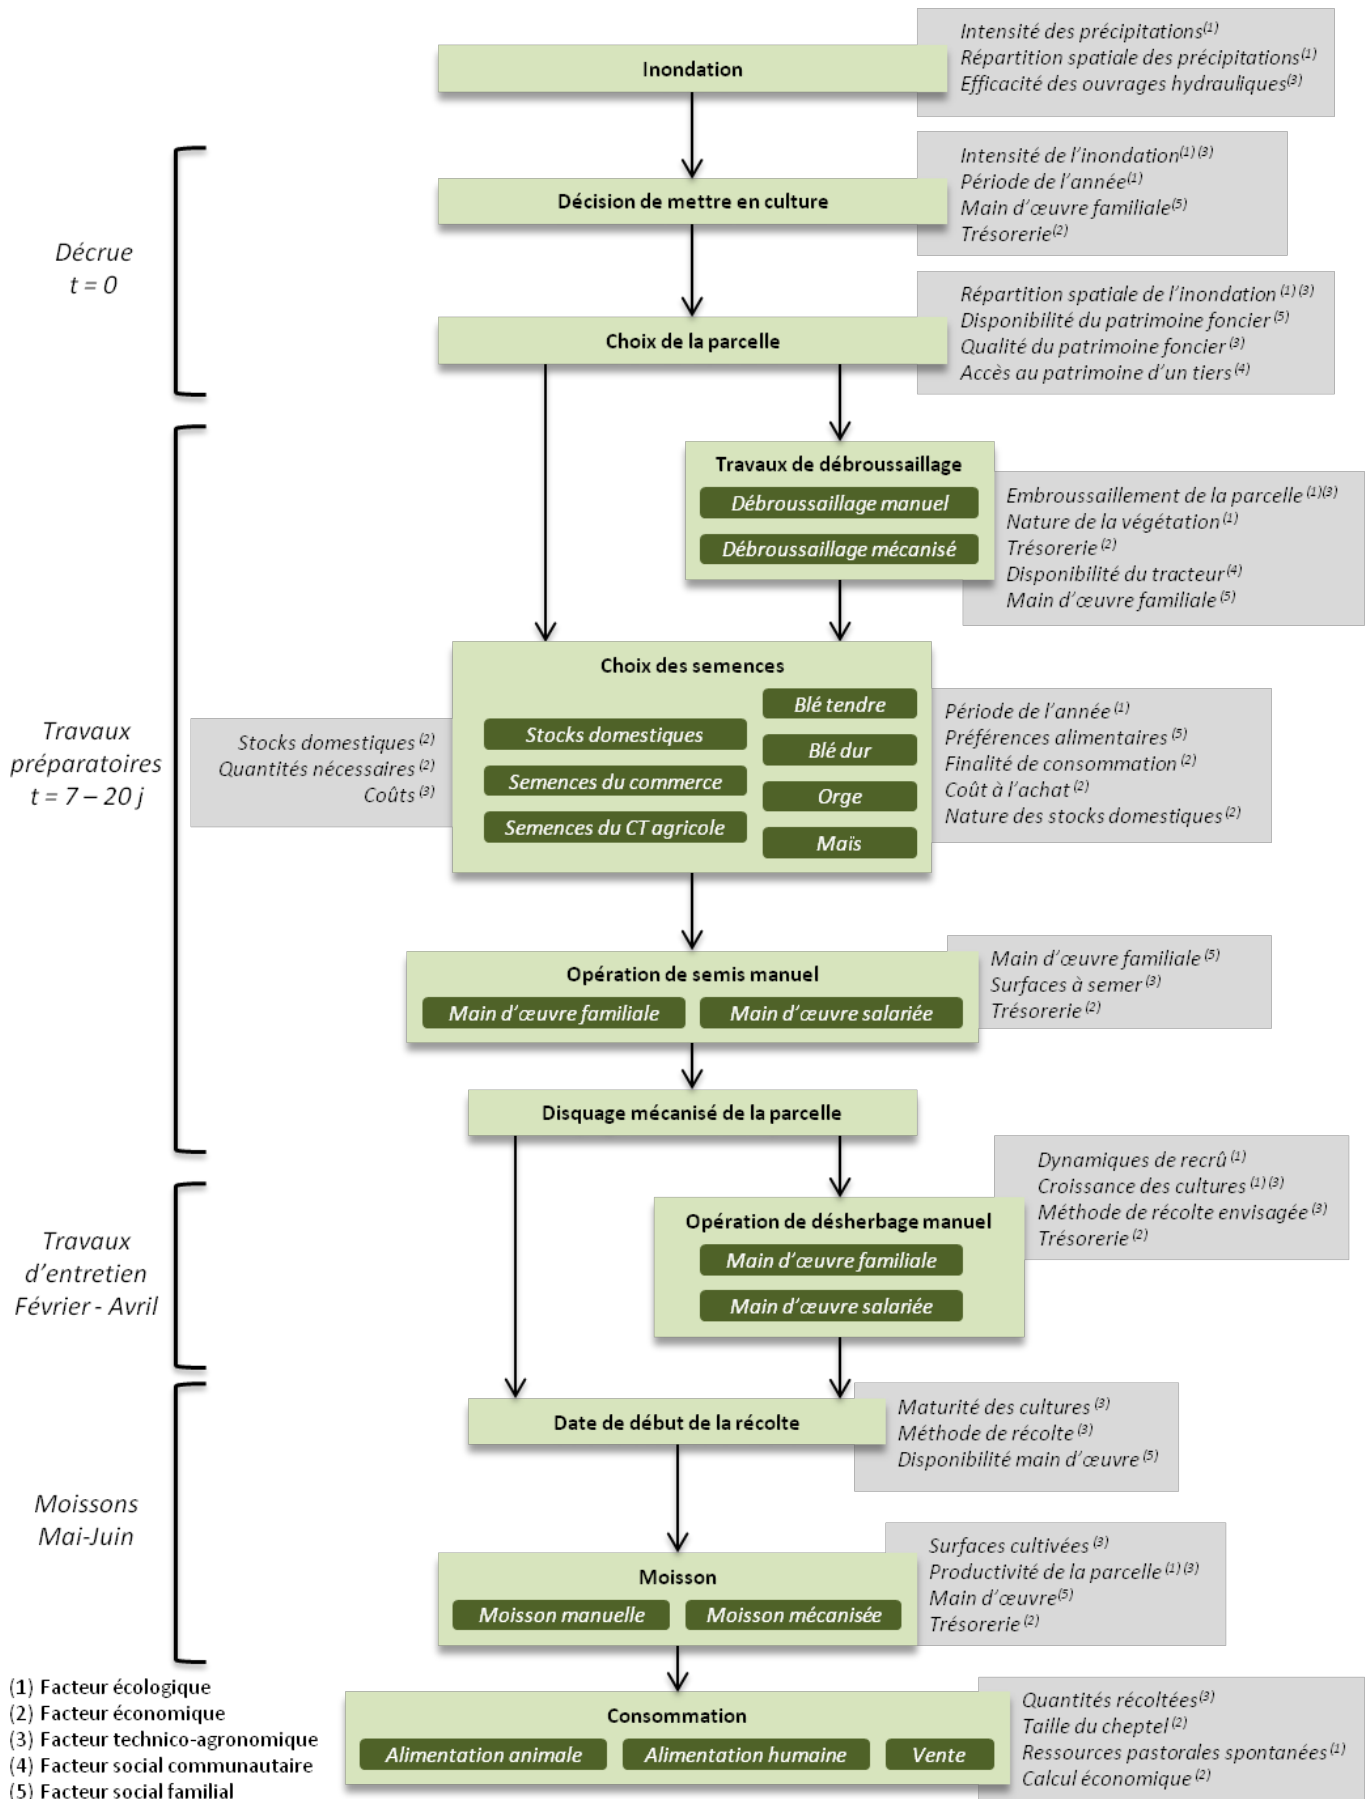 Inondation
Intensité des précipitations(1)
Répartition spatiale des précipitations(1)
Efficacité des ouvrages hydrauliques(3)
Décrue
t = 0
Décision de mettre en culture
Intensité de l'inondation(1) (3)
Période de l'année(1)
Main d'œuvre familiale(5)
Trésorerie(2)
Choix de la parcelle
Répartition spatiale de l'inondation (1) (3)
Disponibilité du patrimoine foncier (5)
Qualité du patrimoine foncier (3)
Accès au patrimoine d'un tiers (4)
Travaux
préparatoires
t = 7 – 20 j
Travaux de débroussaillage
Débroussaillage manuel
Débroussaillage mécanisé
Embroussaillement de la parcelle (1)(3)
Nature de la végétation (1)
Trésorerie (2)
Disponibilité du tracteur (4)
Main d'œuvre familiale (5)
Choix des semences
Stocks domestiques
Semences du commerce
Semences du CT agricole
Blé tendre
Blé dur
Orge
Maïs
Stocks domestiques (2)
Quantités nécessaires (2)
Coûts (3)
Période de l'année (1)
Préférences alimentaires (5)
Finalité de consommation (2)
Coût à l'achat (2)
Nature des stocks domestiques (2)
Opération de semis manuel
Main d'œuvre familiale
Main d'œuvre salariée
Main d'œuvre familiale (5)
Surfaces à semer (3)
Trésorerie (2)
Disquage mécanisé de la parcelle
Travaux
d'entretien
Février - Avril
Opération de désherbage manuel
Main d'œuvre familiale
Main d'œuvre salariée
Dynamiques de recrû (1)
Croissance des cultures (1) (3)
Méthode de récolte envisagée (3)
Trésorerie (2)
Moissons
Mai-Juin
Date de début de la récolte
Maturité des cultures (3)
Méthode de récolte (3)
Disponibilité main d'œuvre (5)
Moisson
Moisson manuelle
Moisson mécanisée
Surfaces cultivées (3)
Productivité de la parcelle (1) (3)
Main d'œuvre(5)
Trésorerie (2)
Consommation
Alimentation animale
Alimentation humaine
Vente
Quantités récoltées(3)
Taille du cheptel (2)
Ressources pastorales spontanées (1)
Calcul économique (2)
(1) Facteur écologique
(2) Facteur économique
(3) Facteur technico-agronomique
(4) Facteur social communautaire
(5) Facteur social familial